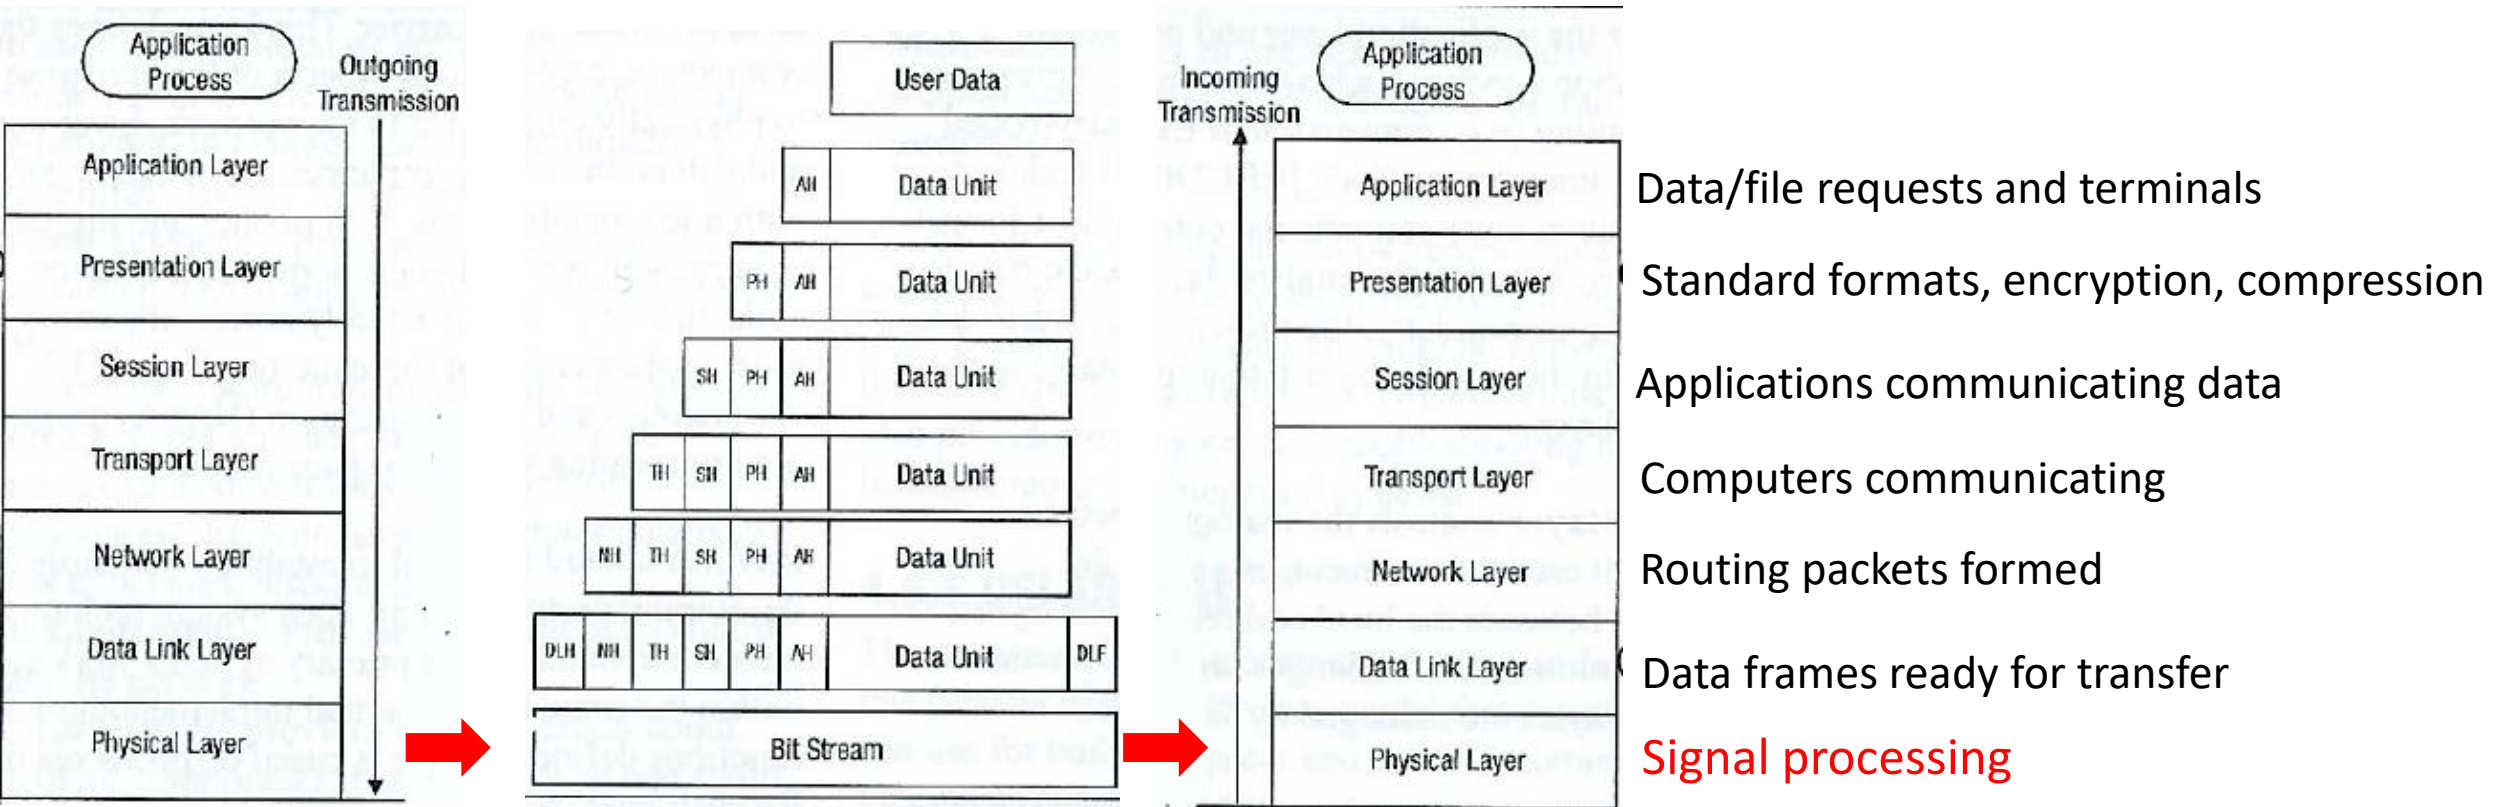 Application
Process
Outgoing
Transmission
Application Layer
Presentation Layer
Session Layer
Transport Layer
Network Layer
Data Link Layer
Physical Layer
User Data
AH Data Unit
PH AH Data Unit
SH PH AH Data Unit
TH SH PH AH Data Unit
NH TH SH PH AH Data Unit
DLH NH TH SH PH AH Data Unit DLF
Bit Stream
Incoming
Transmission
Application
Process
Application Layer
Presentation Layer
Session Layer
Transport Layer
Network Layer
Data Link Layer
Physical Layer
Data/file requests and terminals
Standard formats, encryption, compression
Applications communicating data
Computers communicating
Routing packets formed
Data frames ready for transfer
Signal processing